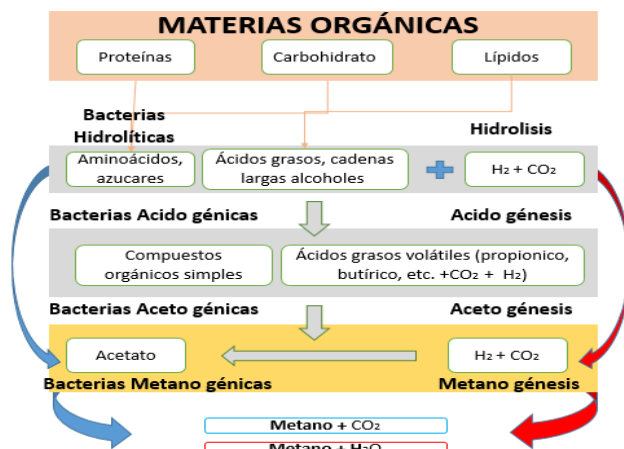 MATERIAS ORGÁNICAS
Proteínas
Carbohidrato
Lípidos
Bacterias
Hidrolíticas
Hidrolisis
Aminoácidos,
azucares
Ácidos grasos, cadenas
largas alcoholes
H₂ + CO₂
Bacterias Acido génicas
Acido génesis
Compuestos
orgánicos simples
Ácidos grasos volátiles (propionico,
butírico, etc. +CO₂ + H₂)
Bacterias Aceto génicas
Aceto génesis
Acetato
H₂ + CO₂
Bacterias Metano génicas
Metano génesis
Metano + CO₂
Metano + H₂O